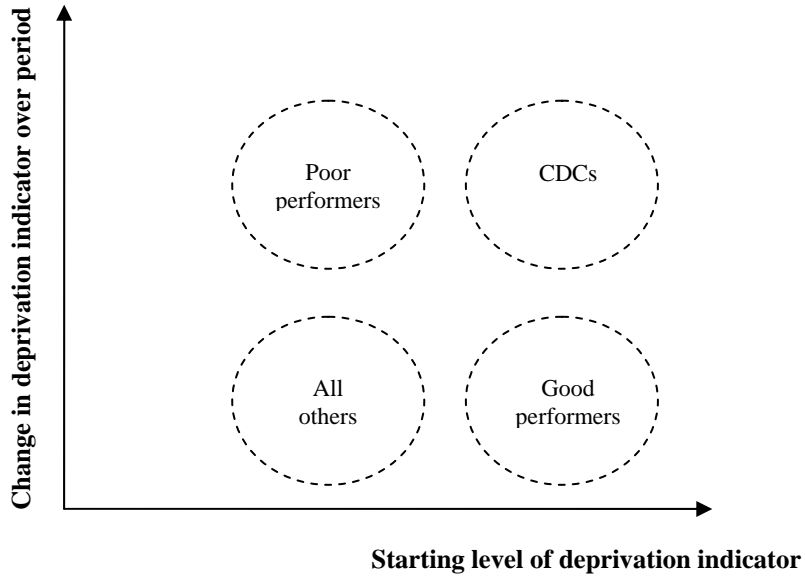 Change in deprivation indicator over period
Poor
performers
CDCs
All
others
Good
performers
Starting level of deprivation indicator